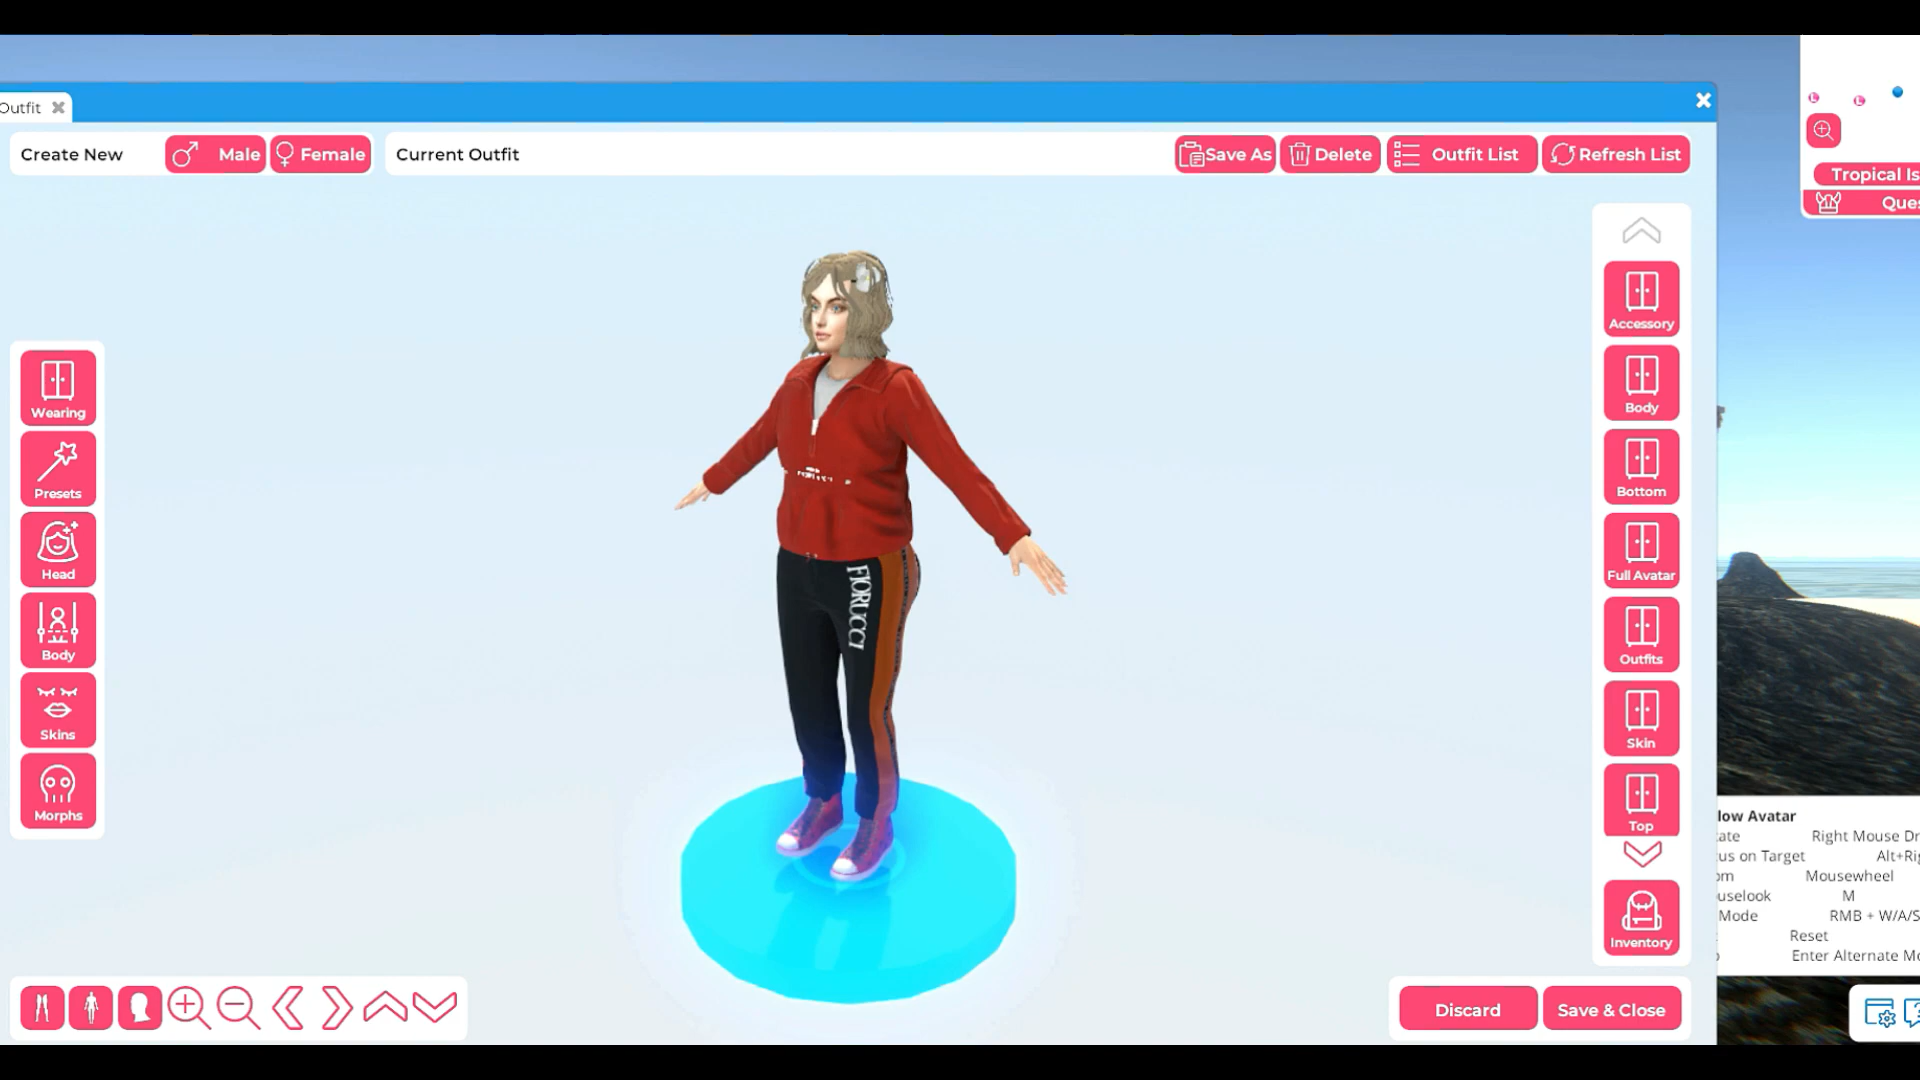 Outfit
Create New
Male
Female
Current Outfit
Save As
Delete
Outfit List
Refresh List
Tropical Is
Ques
Wearing
Presets
Head
Body
Skins
Morphs
FIORUCCI
Accessory
Body
Bottom
Full Avatar
Outfits
Skin
Top
Inventory
low Avatar
ate Right Mouse Dr
us on Target Alt+Rig
om Mousewheel
uselook M
Mode RMB + W/A/S
Reset
Enter Alternate Mo
Discard
Save & Close